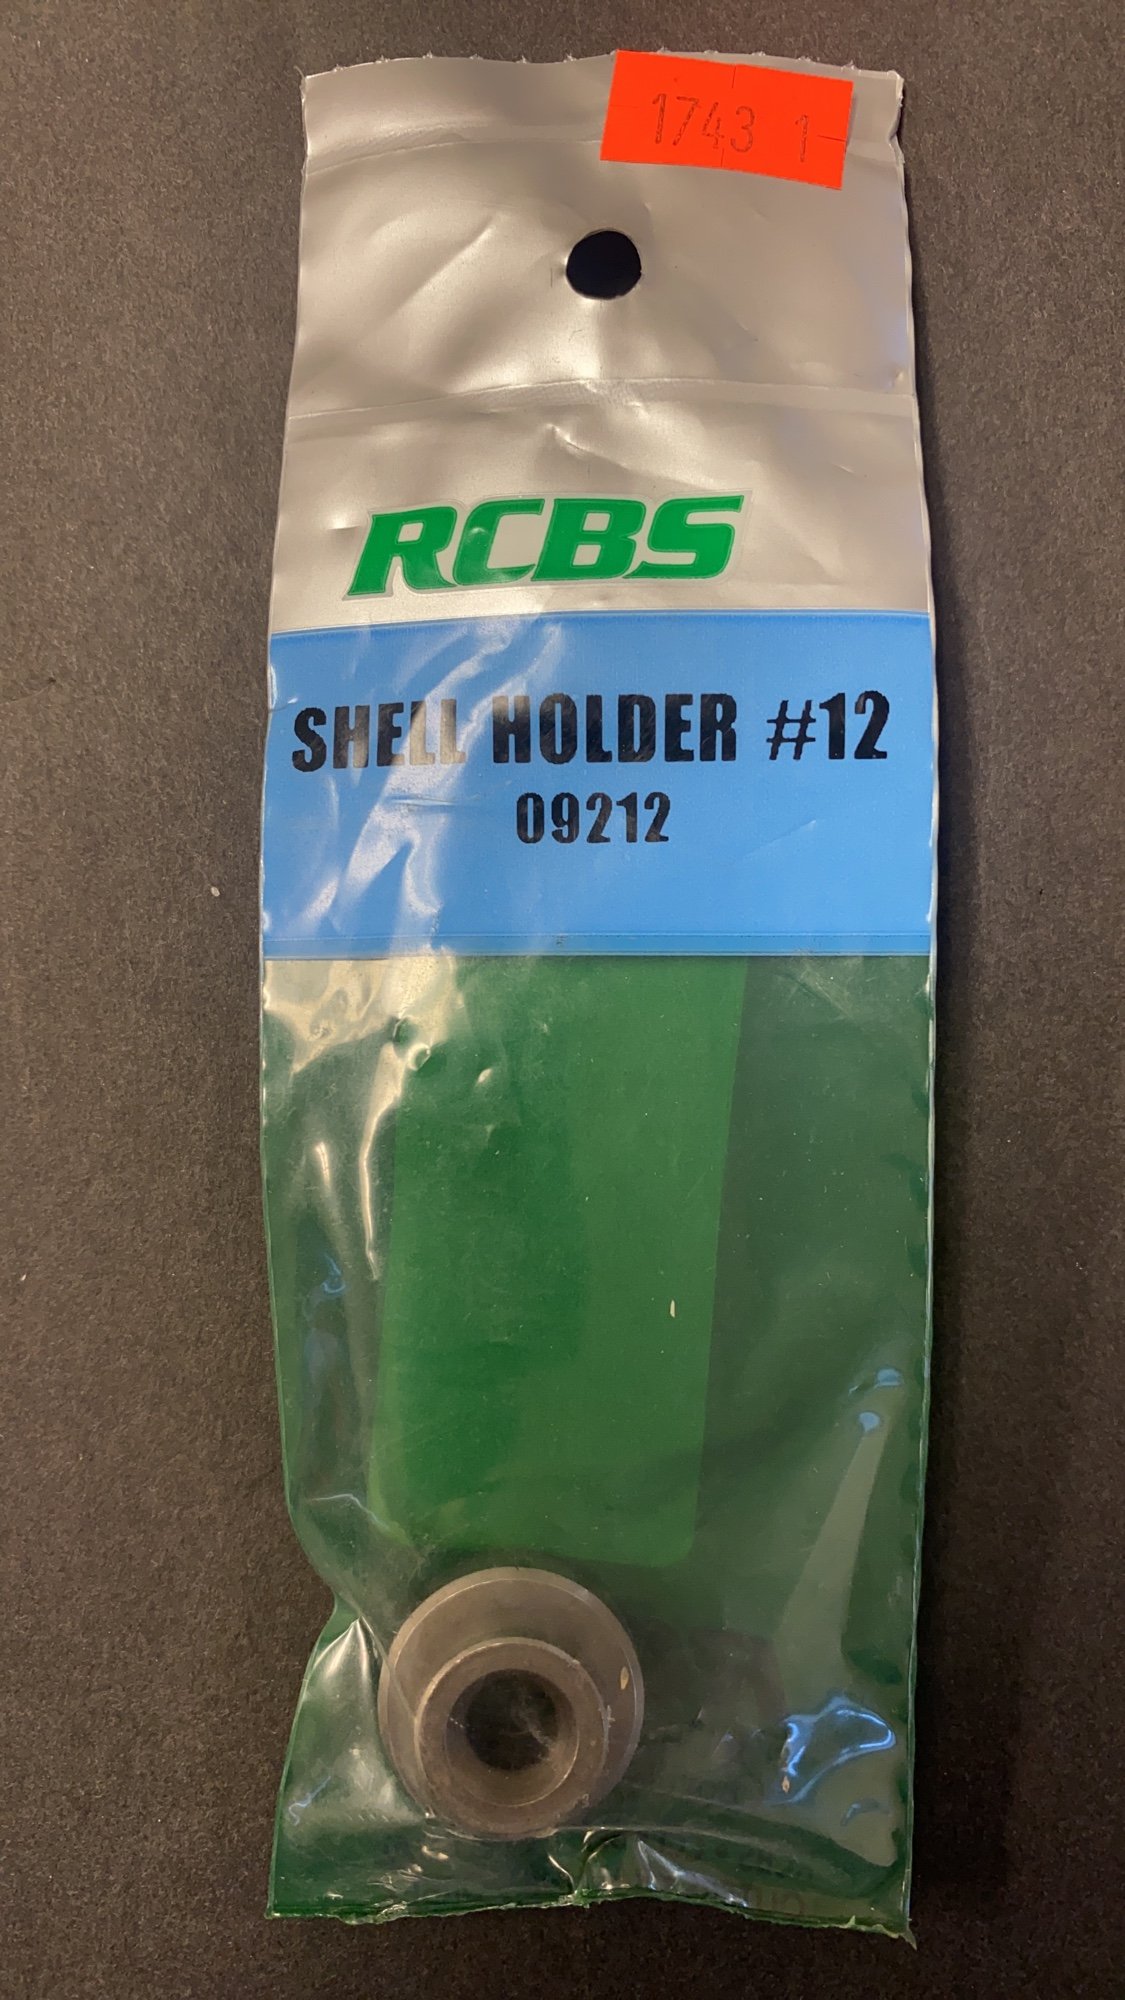 1743 1
RCBS
SHELL HOLDER #12
09212